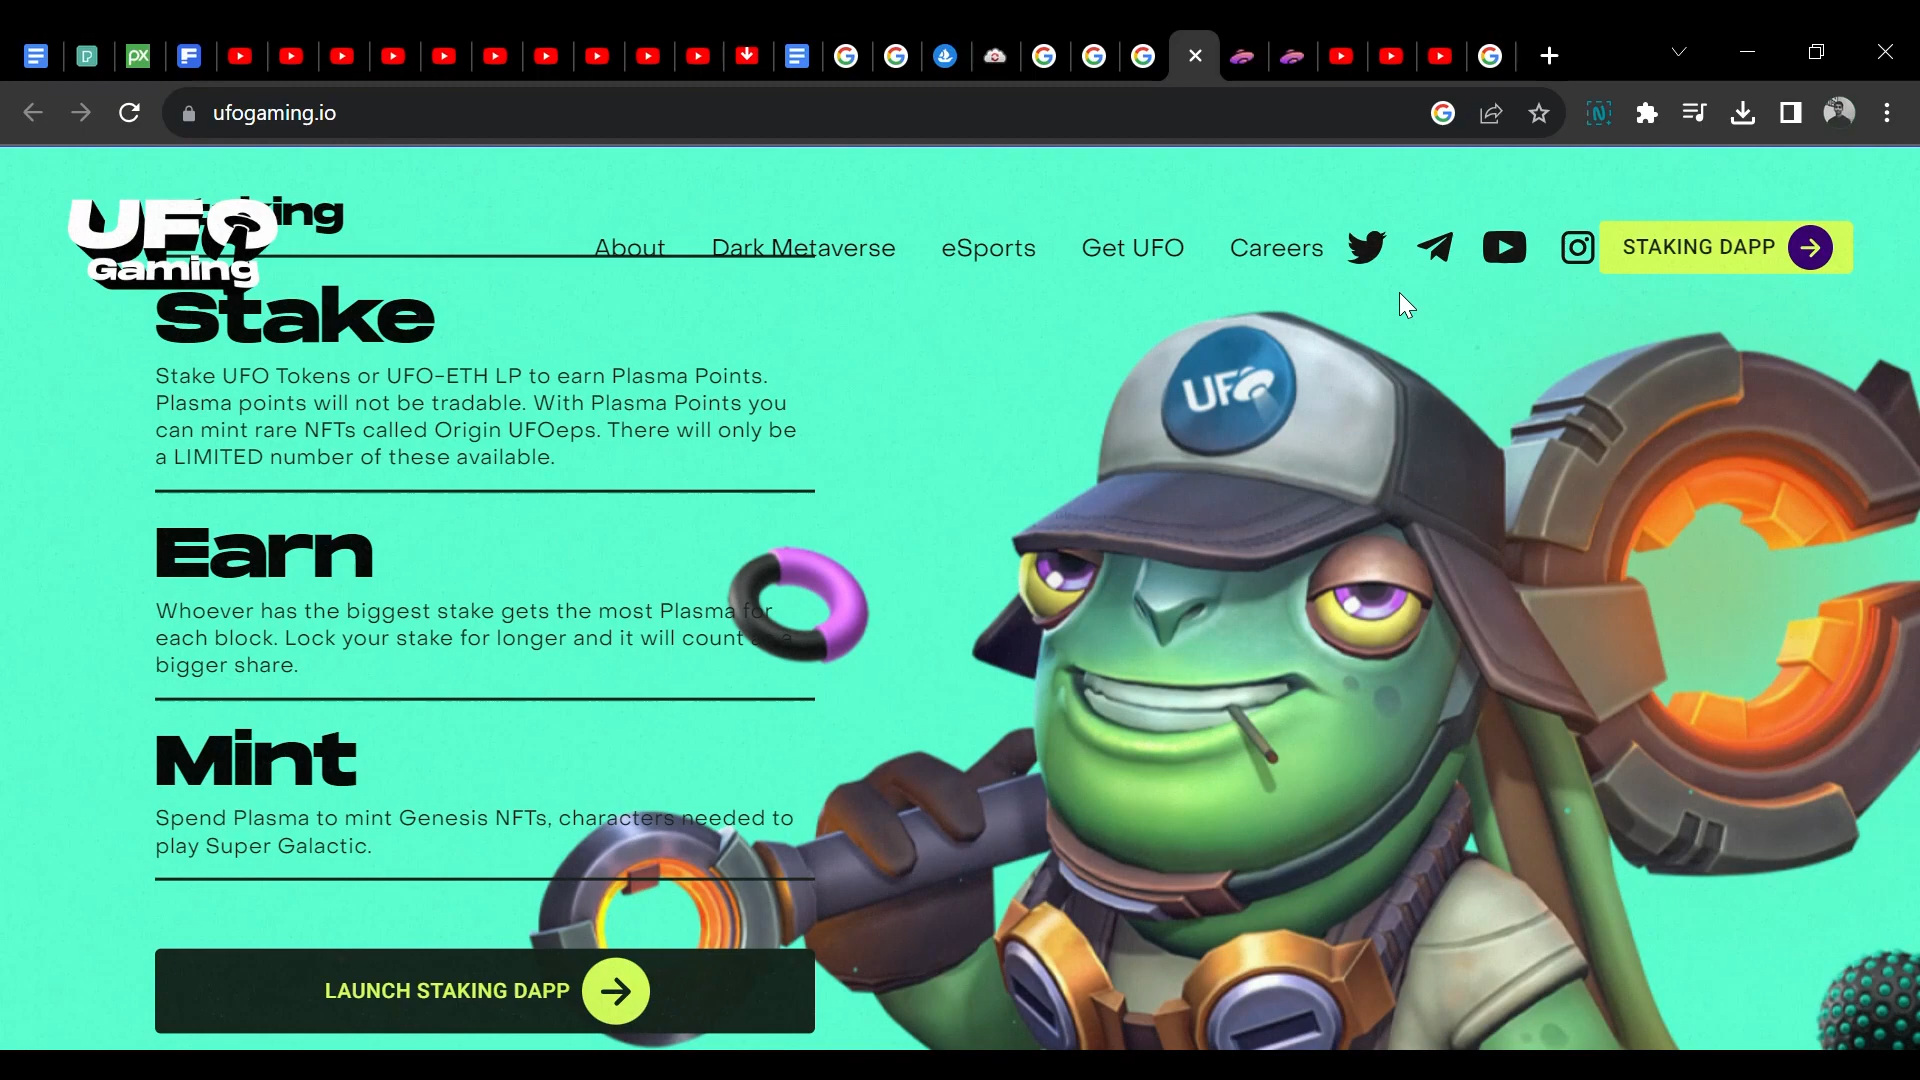 ufogaming.io
UFO
Gaming
About
Dark Metaverse
eSports
Get UFO
Careers
STAKING DAPP
Stake
Stake UFO Tokens or UFO-ETH LP to earn Plasma Points.
Plasma points will not be tradable. With Plasma Points you
can mint rare NFTs called Origin UFOeps. There will only be
a LIMITED number of these available.
UFO
Earn
Whoever has the biggest stake gets the most Plasma for
each block. Lock your stake for longer and it will count as a
bigger share.
Mint
Spend Plasma to mint Genesis NFTs, characters needed to
play Super Galactic.
LAUNCH STAKING DAPP